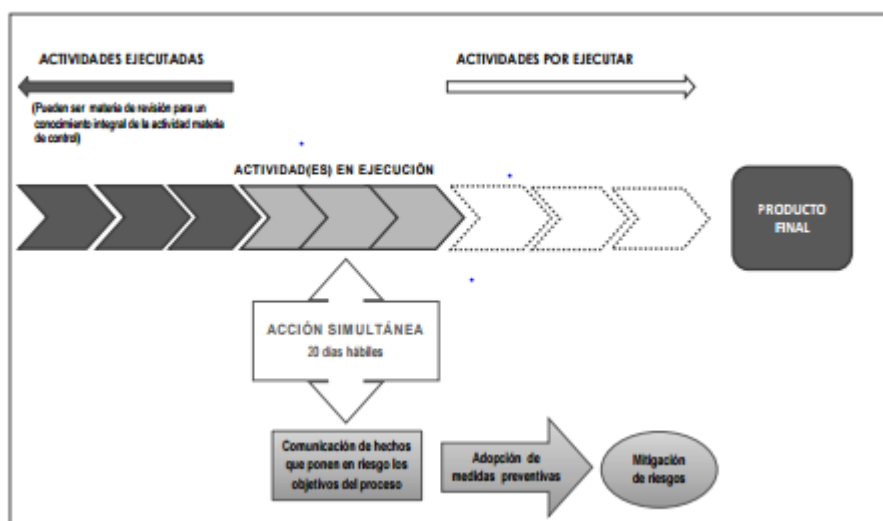 ACTIVIDADES EJECUTADAS
(Pueden ser materia de revisión para un
conocimiento integral de la actividad materia
de control)
ACTIVIDADES POR EJECUTAR
ACTIVIDAD(ES) EN EJECUCIÓN
PRODUCTO
FINAL
ACCIÓN SIMULTÁNEA
20 días hábiles
Comunicación de hechos
que ponen en riesgo los
objetivos del proceso
Adopción de
medidas preventivas
Mitigación
de riesgos